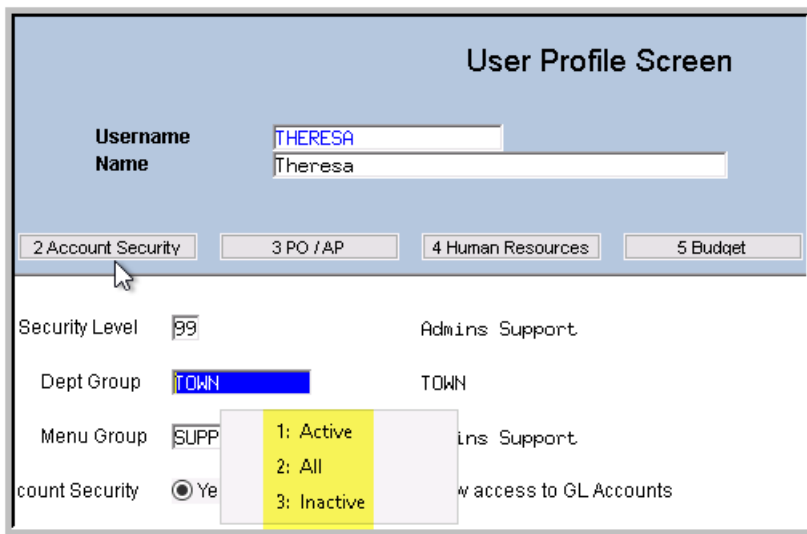 User Profile Screen
Username THERESA
Name Theresa
2 Account Security 3 PO / AP 4 Human Resources 5 Budget
Security Level 99 Admins Support
Dept Group TOWN TOWN
Menu Group SUPP ins Support
1: Active
2: All
count Security Ye w access to GL Accounts
3: Inactive